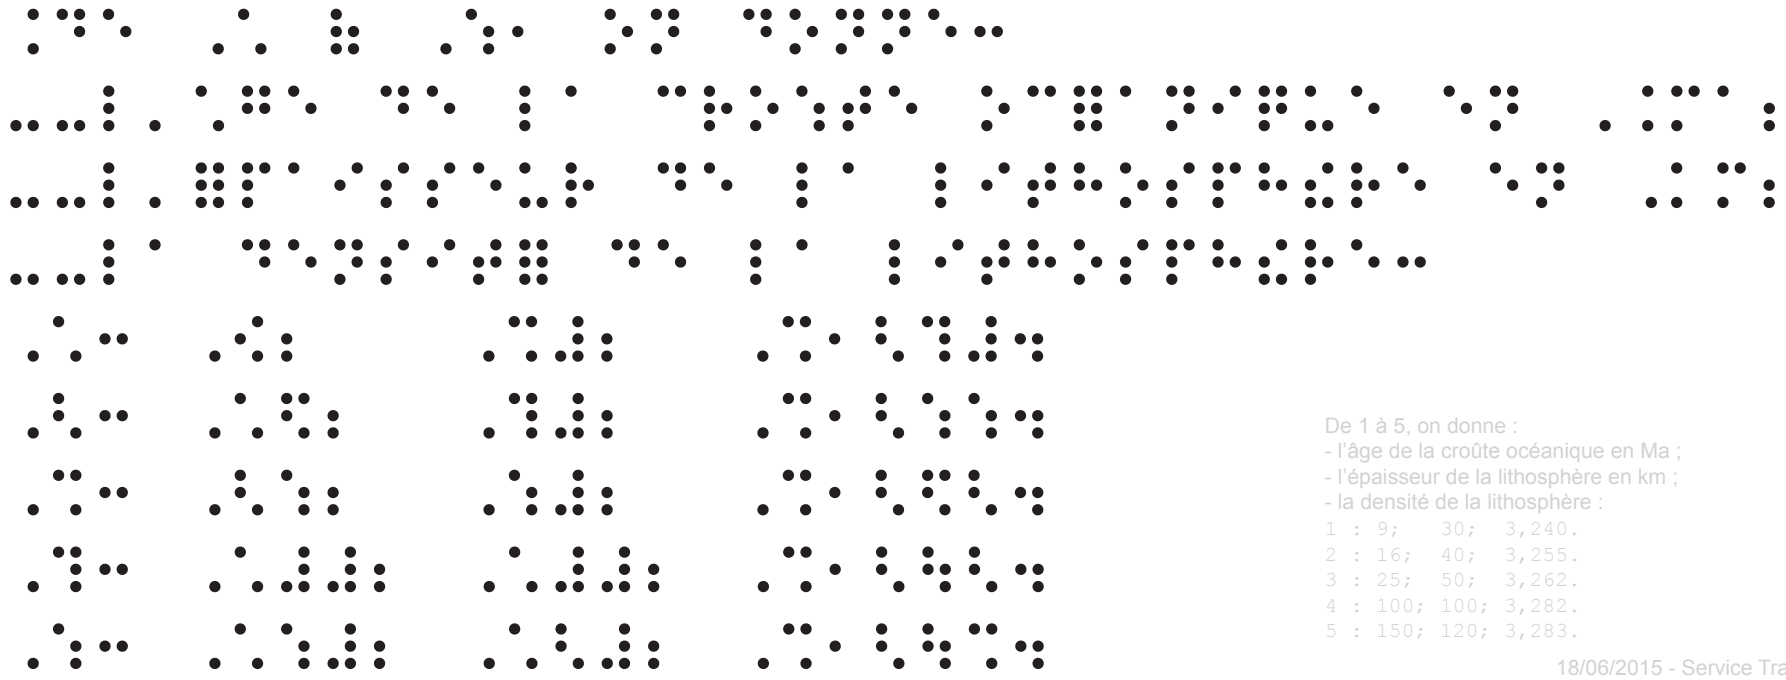 ⠨⠙⠑ ⠠⠡ ⠷ ⠠⠱⠂ ⠕⠝ ⠙⠕⠝⠝⠑⠒
⠤⠤⠇⠄⠡⠛⠑ ⠙⠑ ⠇⠁ ⠉⠗⠕⠱⠞⠑ ⠕⠉⠿⠁⠝⠊⠟⠥⠑ ⠑⠝ ⠠⠨⠍⠁⠆
⠤⠤⠇⠄⠿⠏⠁⠊⠎⠎⠑⠥⠗ ⠙⠑ ⠇⠁ ⠇⠊⠞⠓⠕⠎⠏⠓⠮⠗⠑ ⠑⠝ ⠠⠅⠍⠆
⠤⠤⠇⠁ ⠙⠑⠝⠎⠊⠞⠿ ⠙⠑ ⠇⠁ ⠇⠊⠞⠓⠕⠎⠏⠓⠮⠗⠑⠒
⠠⠡⠒ ⠠⠪⠆ ⠠⠩⠼⠆ ⠠⠩⠂⠣⠹⠼⠲
⠠⠣⠒ ⠠⠡⠫⠆ ⠠⠹⠼⠆ ⠠⠩⠂⠣⠱⠱⠲
⠠⠩⠒ ⠠⠣⠱⠆ ⠠⠱⠼⠆ ⠠⠩⠂⠣⠫⠣⠲
⠠⠹⠒ ⠠⠡⠼⠼⠆ ⠠⠡⠼⠼⠆ ⠠⠩⠂⠣⠳⠣⠲
⠠⠱⠒ ⠠⠡⠱⠼⠆ ⠠⠡⠣⠼⠆ ⠠⠩⠂⠣⠳⠩⠲
De 1 à 5, on donne :
- l'âge de la croûte océanique en Ma ;
- l'épaisseur de la lithosphère en km ;
- la densité de la lithosphère :
1 : 9; 30; 3,240.
2 : 16; 40; 3,255.
3 : 25; 50; 3,262.
4 : 100; 100; 3,282.
5 : 150; 120; 3,283.
18/06/2015 - Service